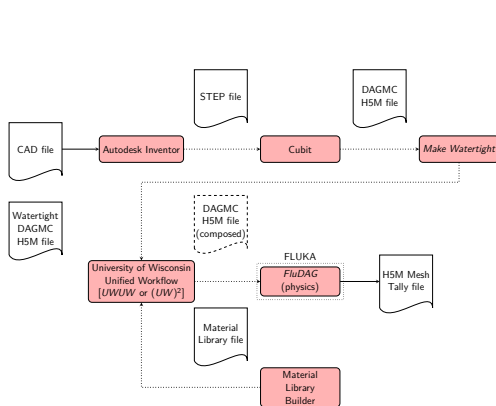 STEP file
DAGMC
H5M file
CAD file
Autodesk Inventor
Cubit
Make Watertight
Watertight
DAGMC
H5M file
DAGMC
H5M file
(composed)
University of Wisconsin
Unified Workflow
[UWUW or (UW)²]
FLUKA
FluDAG
(physics)
H5M Mesh
Tally file
Material
Library file
Material
Library
Builder